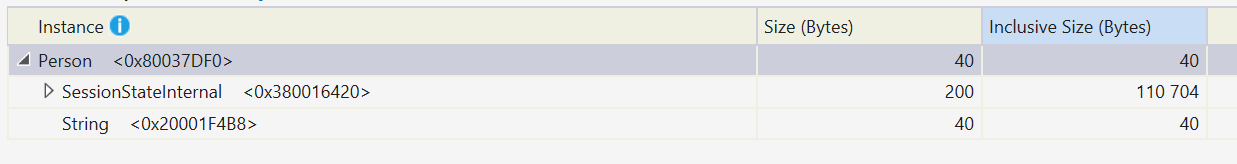 Instance Size (Bytes) Inclusive Size (Bytes)
Person <0x80037DF0> 40 40
SessionStateInternal <0x380016420> 200 110 704
String <0x20001F4B8> 40 40